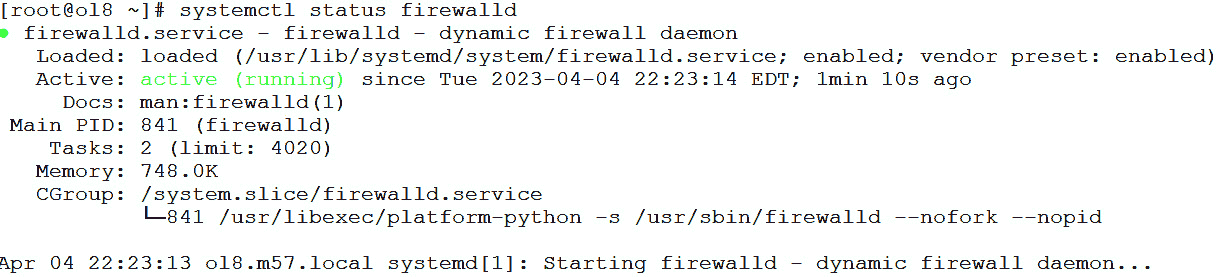 [root@ol8 ~]# systemctl status firewalld
● firewalld.service - firewalld - dynamic firewall daemon
   Loaded: loaded (/usr/lib/systemd/system/firewalld.service; enabled; vendor preset: enabled)
   Active: active (running) since Tue 2023-04-04 22:23:14 EDT; 1min 10s ago
     Docs: man:firewalld(1)
 Main PID: 841 (firewalld)
    Tasks: 2 (limit: 4020)
   Memory: 748.0K
   CGroup: /system.slice/firewalld.service
           └─841 /usr/libexec/platform-python -s /usr/sbin/firewalld --nofork --nopid
Apr 04 22:23:13 ol8.m57.local systemd[1]: Starting firewalld - dynamic firewall daemon...